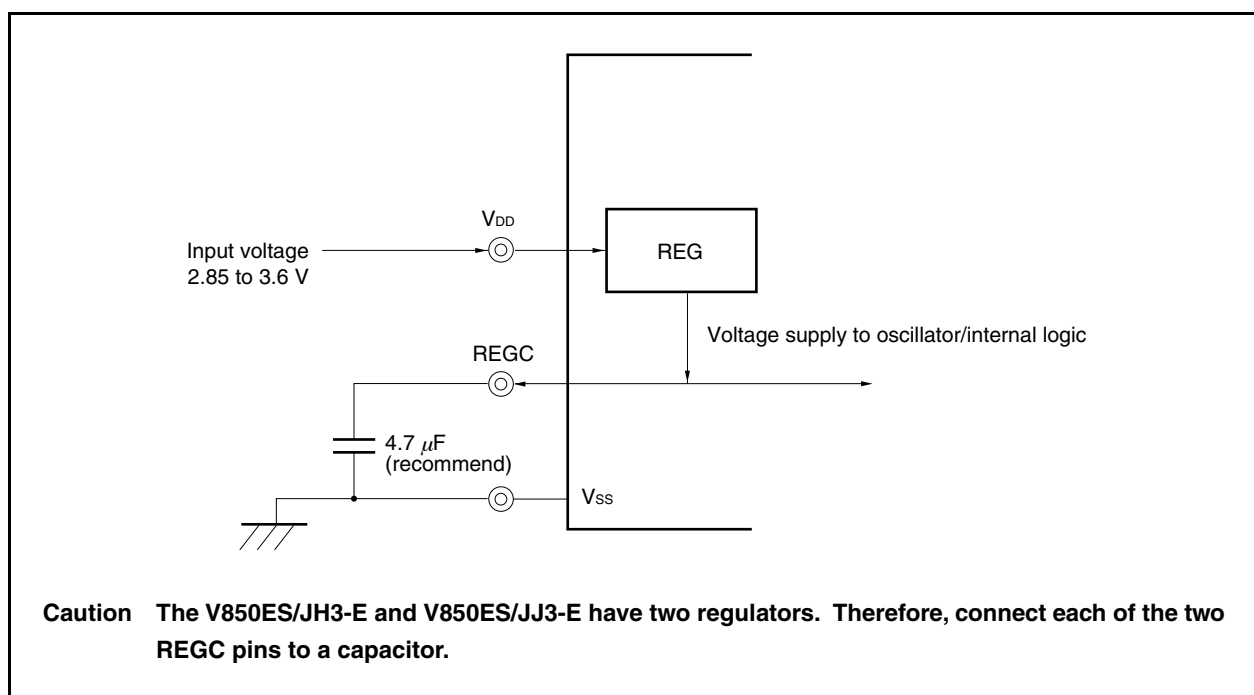 VDD
Input voltage
2.85 to 3.6 V
REG
Voltage supply to oscillator/internal logic
REGC
4.7 μF
(recommend)
VSS
Caution The V850ES/JH3-E and V850ES/JJ3-E have two regulators. Therefore, connect each of the two
REGC pins to a capacitor.